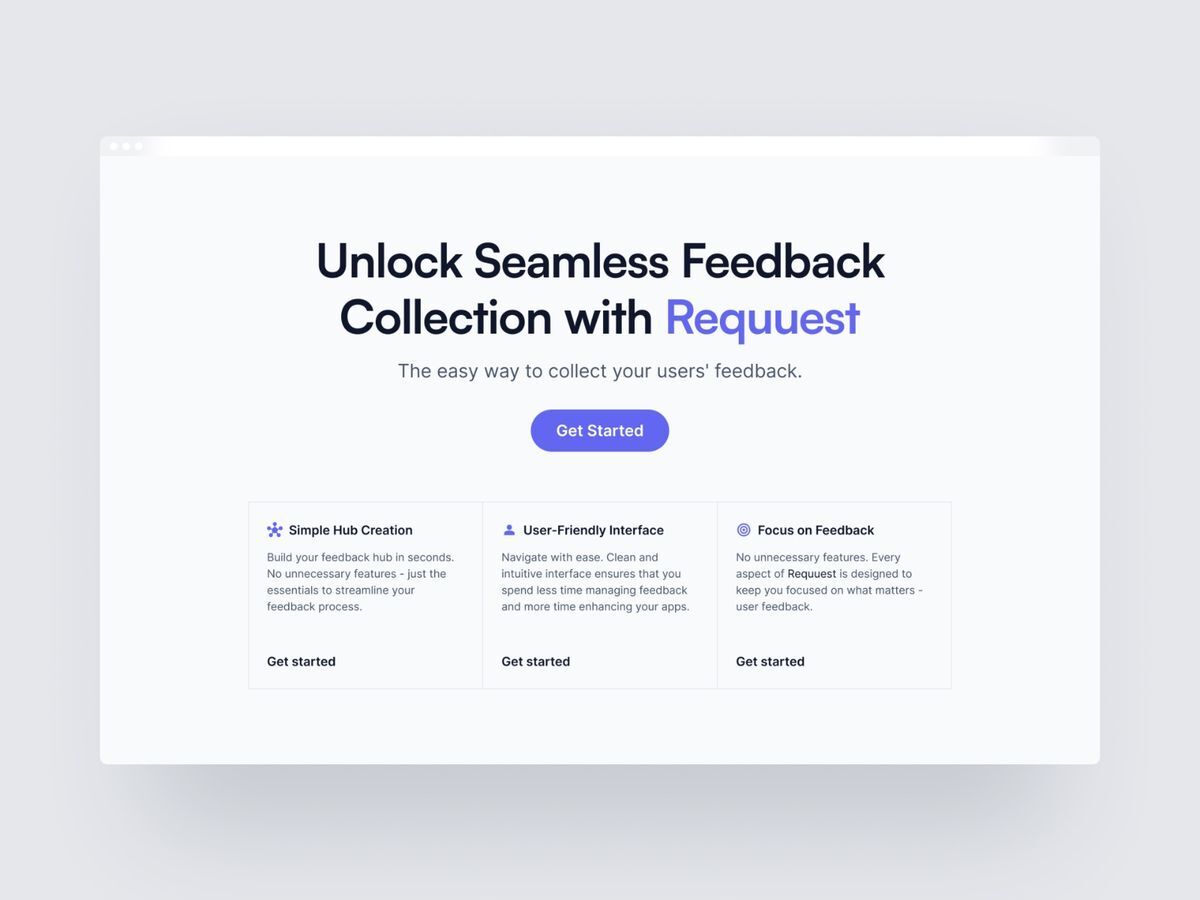 Unlock Seamless Feedback
Collection with Requuest
The easy way to collect your users' feedback.
Get Started
Simple Hub Creation
Build your feedback hub in seconds.
No unnecessary features - just the
essentials to streamline your
feedback process.
Get started
User-Friendly Interface
Navigate with ease. Clean and
intuitive interface ensures that you
spend less time managing feedback
and more time enhancing your apps.
Get started
Focus on Feedback
No unnecessary features. Every
aspect of Requuest is designed to
keep you focused on what matters -
user feedback.
Get started